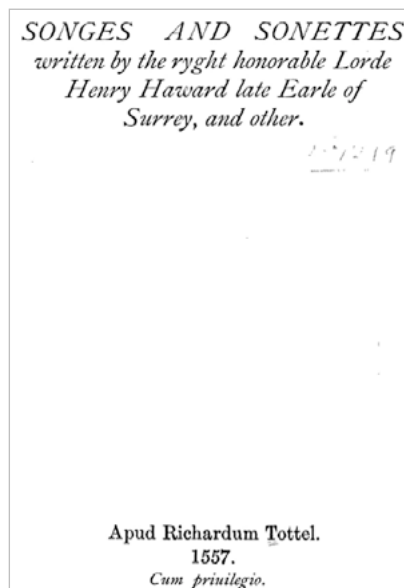 SONGES AND SONETTES
written by the ryght honorable Lorde
Henry Haward late Earle of
Surrey, and other.
Apud Richardum Tottel.
1557.
Cum priuilegio.